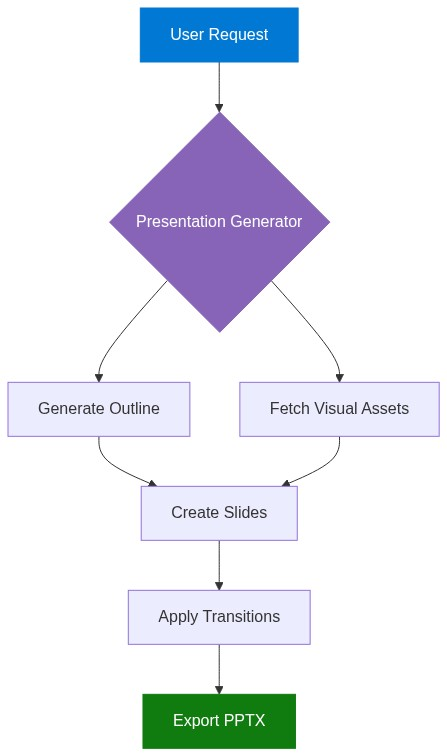 User Request
Presentation Generator
Generate Outline
Fetch Visual Assets
Create Slides
Apply Transitions
Export PPTX